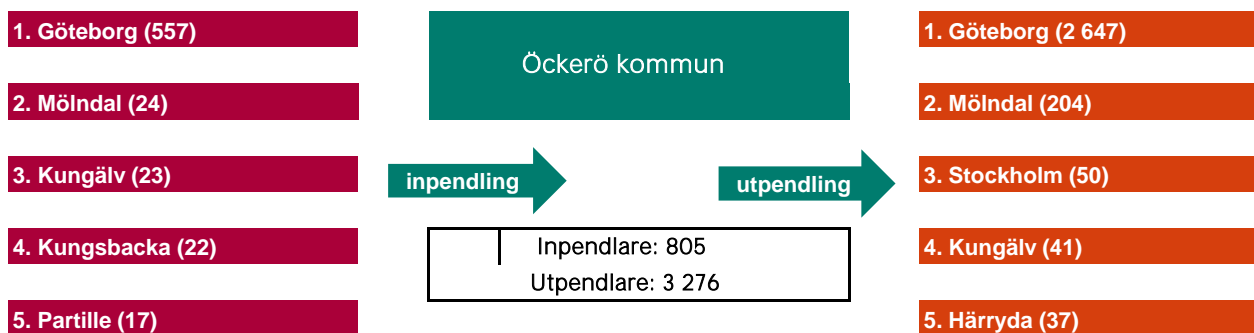 1. Göteborg (557)
2. Mölndal (24)
3. Kungälv (23)
4. Kungsbacka (22)
5. Partille (17)
Öckerö kommun
inpendling
utpendling
Inpendlare: 805
Utpendlare: 3 276
1. Göteborg (2 647)
2. Mölndal (204)
3. Stockholm (50)
4. Kungälv (41)
5. Härryda (37)